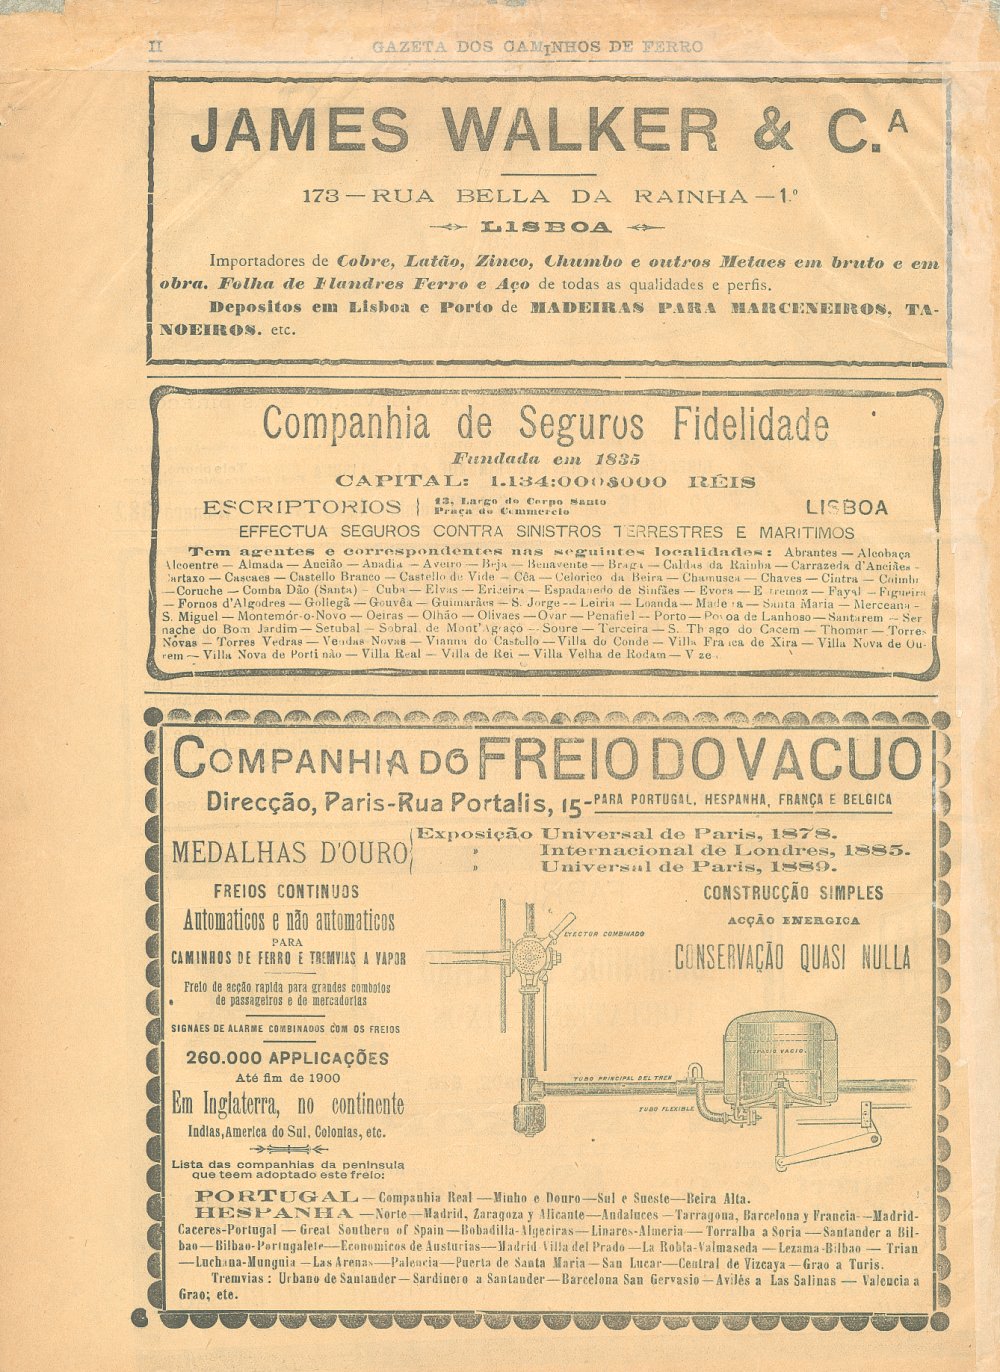 II
GAZETA DOS CAMINHOS DE FERRO
JAMES WALKER & C.A
173 — RUA BELLA DA RAINHA — 1.º
LISBOA
Importadores de Cobre, Latão, Zinco, Chumbo e outros Metaes em bruto e em
obra. Folha de Flandres Ferro e Aço de todas as qualidades e perfis.
Depositos em Lisboa e Porto de MADEIRAS PARA MARCENEIROS, TA-
NOEIROS. etc.
Companhia de Seguros Fidelidade
Fundada em 1835
CAPITAL: 1.134:000$000 RÉIS
ESCRIPTORIOS { 13, Largo do Corpo Santo
Praça do Commercio
LISBOA
EFFECTUA SEGUROS CONTRA SINISTROS TERRESTRES E MARITIMOS
Tem agentes e correspondentes nas seguintes localidades: Abrantes — Alcobaça
Alcoentre — Almada — Ancião — Anadia — Aveiro — Beja — Benavente — Braga — Caldas da Rainha — Carrazeda d'Anciães -
Cartaxo — Cascaes — Castello Branco — Castello de Vide — Côa — Celorico da Beira — Chamusca — Chaves — Cintra — Coimbra
— Coruche — Comba Dão (Santa) — Cuba — Elvas — Ericeira — Espadanedo de Sinfães — Evora — Estremoz — Fayal — Figueira
— Fornos d'Algodres — Gollegã — Gouvêa — Guimarães — S. Jorge — Leiria — Loanda — Madeira — Santa Maria — Merceana -
S. Miguel — Montemór-o-Novo — Oeiras — Olhão — Olivaes — Ovar — Penafiel — Porto — Povoa de Lanhoso — Santarem — Ser
nache do Bom Jardim — Setubal — Sobral de Mont'Agraço — Soure — Terceira — S. Thiago do Cacem — Thomar — Torres
Novas — Torres Vedras — Vendas Novas — Vianna do Castello — Villa do Conde — Villa Franca de Xira — Villa Nova de Ou-
rem — Villa Nova de Portimão — Villa Real — Villa de Rei — Villa Velha de Rodam —
COMPANHIA DO FREIO DO VACUO
Direcção, Paris-Rua Portalis, 15 - PARA PORTUGAL, HESPANHA, FRANÇA E BELGICA
MEDALHAS D'OURO
Exposição Universal de Paris, 1878.
» Internacional de Londres, 1885.
» Universal de Paris, 1889.
FREIOS CONTINUOS
Automaticos e não automaticos
PARA
CAMINHOS DE FERRO E TREMVIAS A VAPOR
Freio de acção rapida para grandes comboios
de passageiros e de mercadorias
SIGNAES DE ALARME COMBINADOS COM OS FREIOS
260.000 APPLICAÇÕES
Até fim de 1900
Em Inglaterra, no continente
Indias, America do Sul, Colonias, etc.
Lista das companhias da peninsula
que teem adoptado este freio:
CONSTRUCÇÃO SIMPLES
ACÇÃO ENERGICA
CONSERVAÇÃO QUASI NULLA
EYECTOR COMBINADO
ESPACIO VACIO.
TUBO PRINCIPAL DEL TREN
TUBO FLEXIBLE
PORTUGAL — Companhia Real — Minho e Douro — Sul e Sueste — Beira Alta.
HESPANHA — Norte — Madrid, Zaragoza y Alicante — Andaluces — Tarragona, Barcelona y Francia — Madrid-
Caceres-Portugal — Great Southern of Spain — Bobadilla-Algeriras — Linares-Almeria — Torralba a Soria — Santander a Bil-
bao — Bilbao-Portugalete — Economicos de Austurias — Madrid Villa del Prado — La Robla-Valmaseda — Lezama-Bilbao — Trian
— Luchana-Munguia — Las Arenas — Palencia — Puerta de Santa Maria — San Lucar — Central de Vizcaya — Grao a Turis.
Tremvias : Urbano de Santander — Sardinero a Santander — Barcelona San Gervasio — Avilés a Las Salinas — Valencia a
Grao; etc.